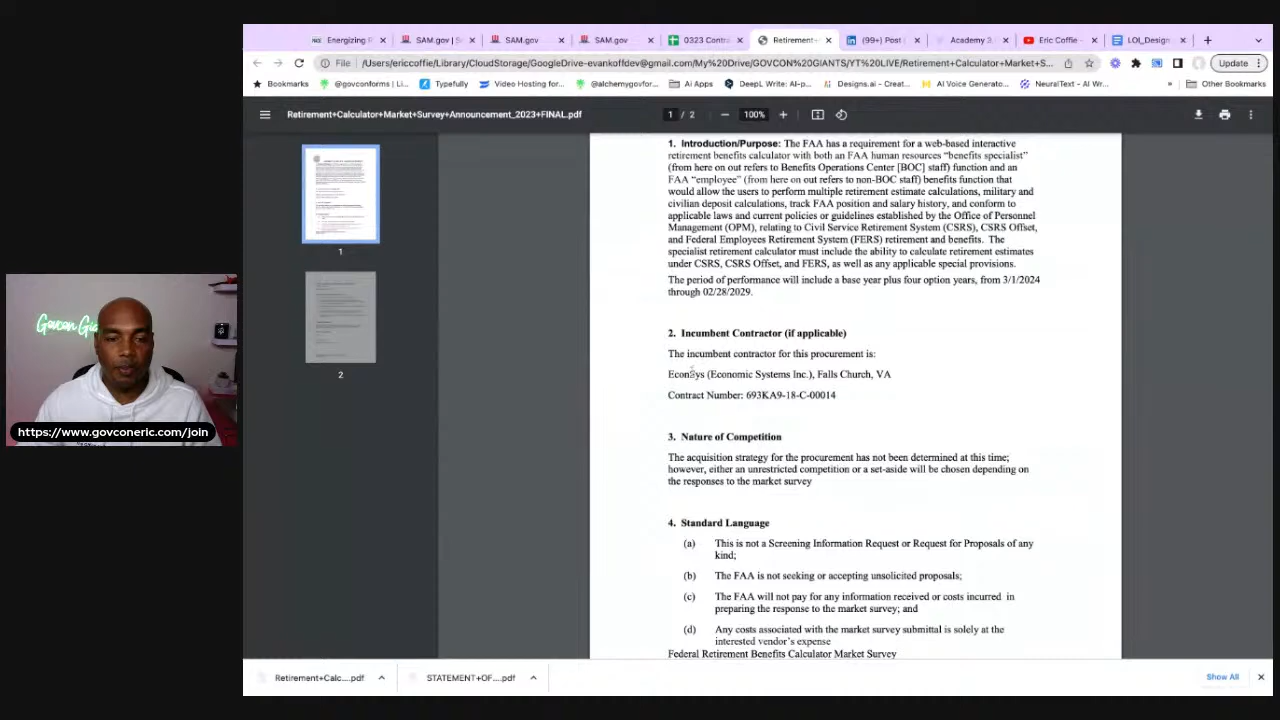 Energizing
SAM.gov | S
SAM.gov
SAM.gov
0323 Contra
Retirement+
(99+) Post
Academy 3.
Eric Coffie –
LOI_Design
File
/Users/ericcoffie/Library/CloudStorage/GoogleDrive-evankoffdev@gmail.com/My%20Drive/GOVCON%20GIANTS/YT%20LIVE/Retirement+Calculator+Market+S...
Update
Bookmarks
@govconforms | Li...
Typefully
Video Hosting for...
@alchemygovfor...
Ai Apps
DeepL Write: AI-p...
Designs.ai - Creat...
AI Voice Generato...
NeuralText - AI Wr...
»
Other Bookmarks
Retirement+Calculator+Market+Survey+Announcement_2023+FINAL.pdf
1 / 2
100%
1
2
1. Introduction/Purpose: The FAA has a requirement for a web-based interactive
retirement benefits calculator with both an FAA human resources “benefits specialist”
(from here on out refers to Benefits Operations Center [BOC] staff) function and an
FAA “employee” (from here on out refers to non-BOC staff) benefits function that
would allow the users to perform multiple retirement estimate calculations, military and
civilian deposit calculations, track FAA position and salary history, and conform to
applicable laws and current policies or guidelines established by the Office of Personnel
Management (OPM), relating to Civil Service Retirement System (CSRS), CSRS Offset,
and Federal Employees Retirement System (FERS) retirement and benefits. The
specialist retirement calculator must include the ability to calculate retirement estimates
under CSRS, CSRS Offset, and FERS, as well as any applicable special provisions.
The period of performance will include a base year plus four option years, from 3/1/2024
through 02/28/2029.
2. Incumbent Contractor (if applicable)
The incumbent contractor for this procurement is:
EconSys (Economic Systems Inc.), Falls Church, VA
Contract Number: 693KA9-18-C-00014
3. Nature of Competition
The acquisition strategy for the procurement has not been determined at this time;
however, either an unrestricted competition or a set-aside will be chosen depending on
the responses to the market survey
4. Standard Language
(a) This is not a Screening Information Request or Request for Proposals of any
kind;
(b) The FAA is not seeking or accepting unsolicited proposals;
(c) The FAA will not pay for any information received or costs incurred in
preparing the response to the market survey; and
(d) Any costs associated with the market survey submittal is solely at the
interested vendor’s expense
Federal Retirement Benefits Calculator Market Survey
Govcon Gia
https://www.govconeric.com/join
Retirement+Calc....pdf
STATEMENT+OF....pdf
Show All